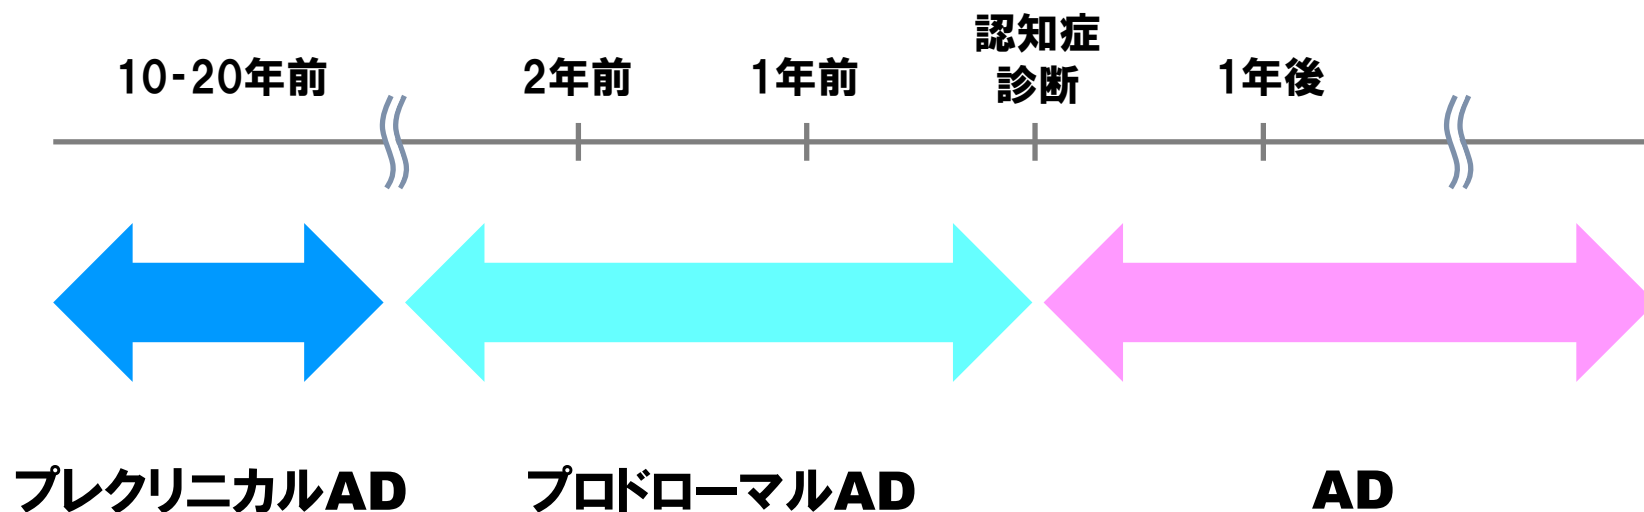 10-20年前
2年前
1年前
認知症
診断
1年後
プレクリニカルAD
プロドローマルAD
AD